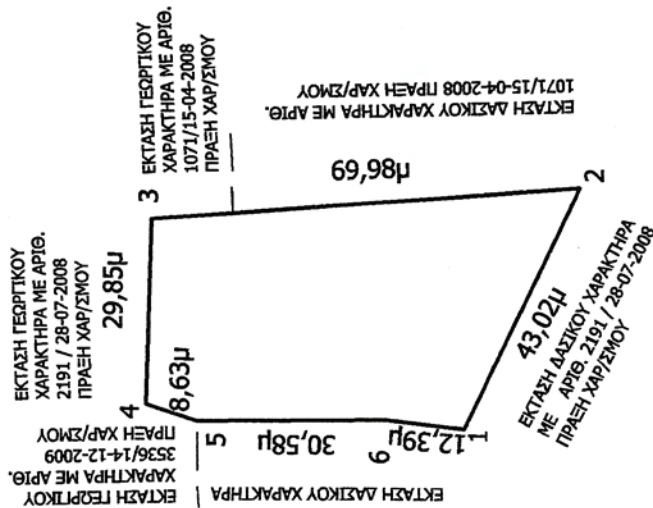 ΕΚΤΑΣΗ ΓΕΩΡΓΙΚΟΥ
ΧΑΡΑΚΤΗΡΑ ΜΕ ΑΡΙΘ.
2191 / 28-07-2008
ΠΡΑΞΗ ΧΑΡ/ΣΜΟΥ
ΕΚΤΑΣΗ ΓΕΩΡΓΙΚΟΥ
ΧΑΡΑΚΤΗΡΑ ΜΕ ΑΡΙΘ.
1071/15-04-2008
ΠΡΑΞΗ ΧΑΡ/ΣΜΟΥ
3
29,85μ
4
8,63μ
ΕΚΤΑΣΗ ΓΕΩΡΓΙΚΟΥ
ΧΑΡΑΚΤΗΡΑ ΜΕ ΑΡΙΘ.
3536/14-12-2009
ΠΡΑΞΗ ΧΑΡ/ΣΜΟΥ
5
30,58μ
6
12,39μ
1
ΕΚΤΑΣΗ ΔΑΣΙΚΟΥ ΧΑΡΑΚΤΗΡΑ
69,98μ
ΕΚΤΑΣΗ ΔΑΣΙΚΟΥ ΧΑΡΑΚΤΗΡΑ ΜΕ ΑΡΙΘ.
1071/15-04-2008 ΠΡΑΞΗ ΧΑΡ/ΣΜΟΥ
2
43,02μ
ΕΚΤΑΣΗ ΔΑΣΙΚΟΥ ΧΑΡΑΚΤΗΡΑ
ΜΕ ΑΡΙΘ. 2191 / 28-07-2008
ΠΡΑΞΗ ΧΑΡ/ΣΜΟΥ